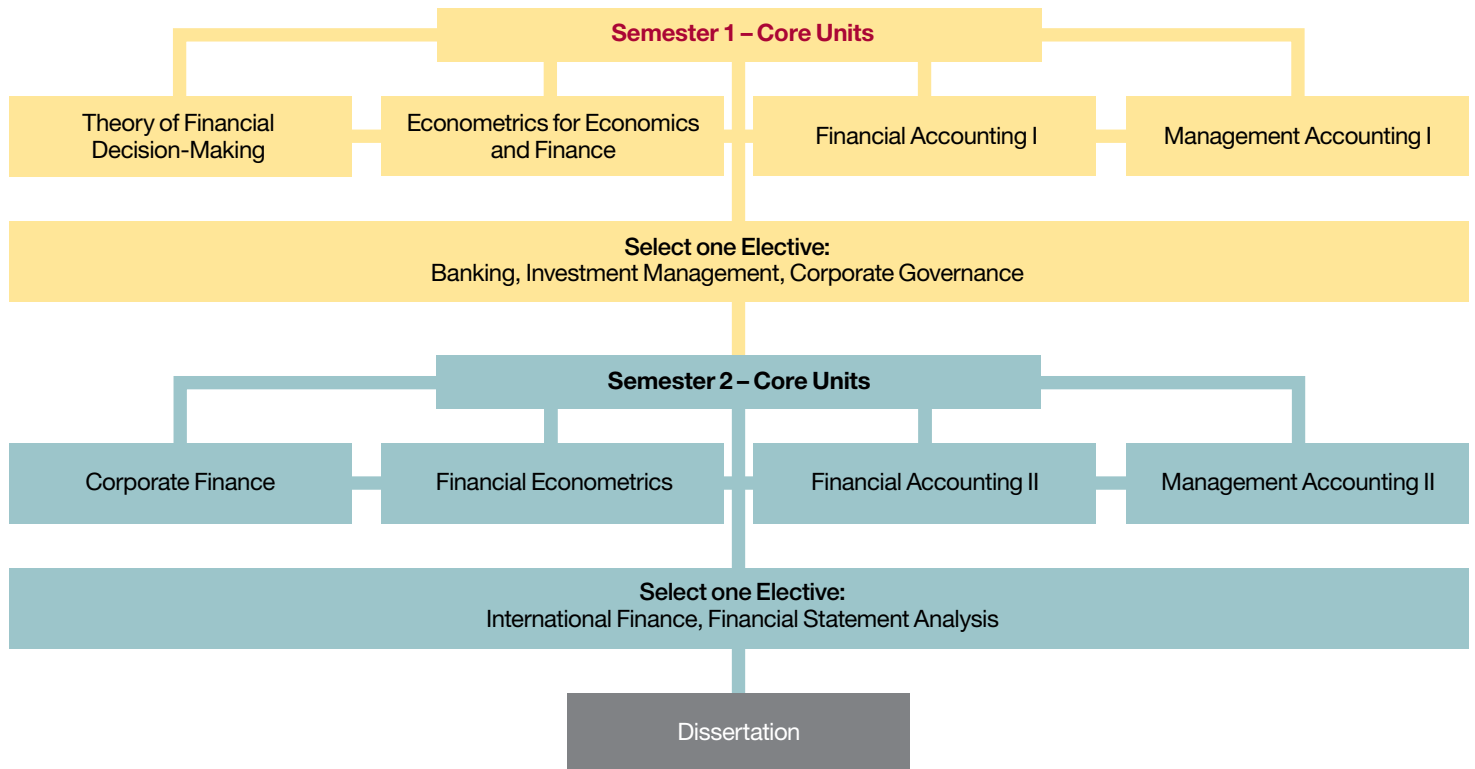 Semester 1 – Core Units
Theory of Financial
Decision-Making
Econometrics for Economics
and Finance
Financial Accounting I
Management Accounting I
Select one Elective:
Banking, Investment Management, Corporate Governance
Semester 2 – Core Units
Corporate Finance
Financial Econometrics
Financial Accounting II
Management Accounting II
Select one Elective:
International Finance, Financial Statement Analysis
Dissertation